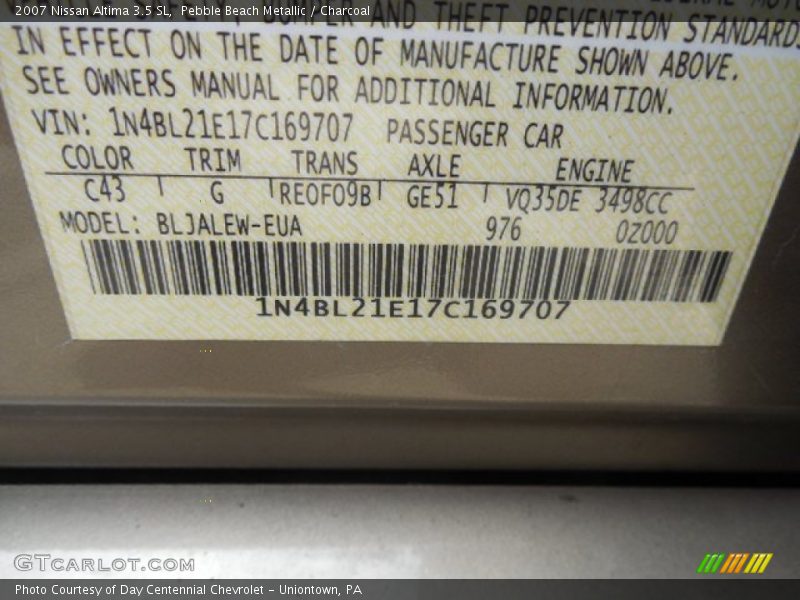 2007 Nissan Altima 3.5 SL, Pebble Beach Metallic / Charcoal
AND THEFT PREVENTION STANDARDS
IN EFFECT ON THE DATE OF MANUFACTURE SHOWN ABOVE.
SEE OWNERS MANUAL FOR ADDITIONAL INFORMATION.
VIN: 1N4BL21E17C169707 PASSENGER CAR
COLOR TRIM TRANS AXLE ENGINE
C43 G RE0F09B GE51 VQ35DE 3498CC
MODEL: BLJALEW-EUA 976 0Z000
1N4BL21E17C169707
GTCARLOT.COM
Photo Courtesy of Day Centennial Chevrolet - Uniontown, PA